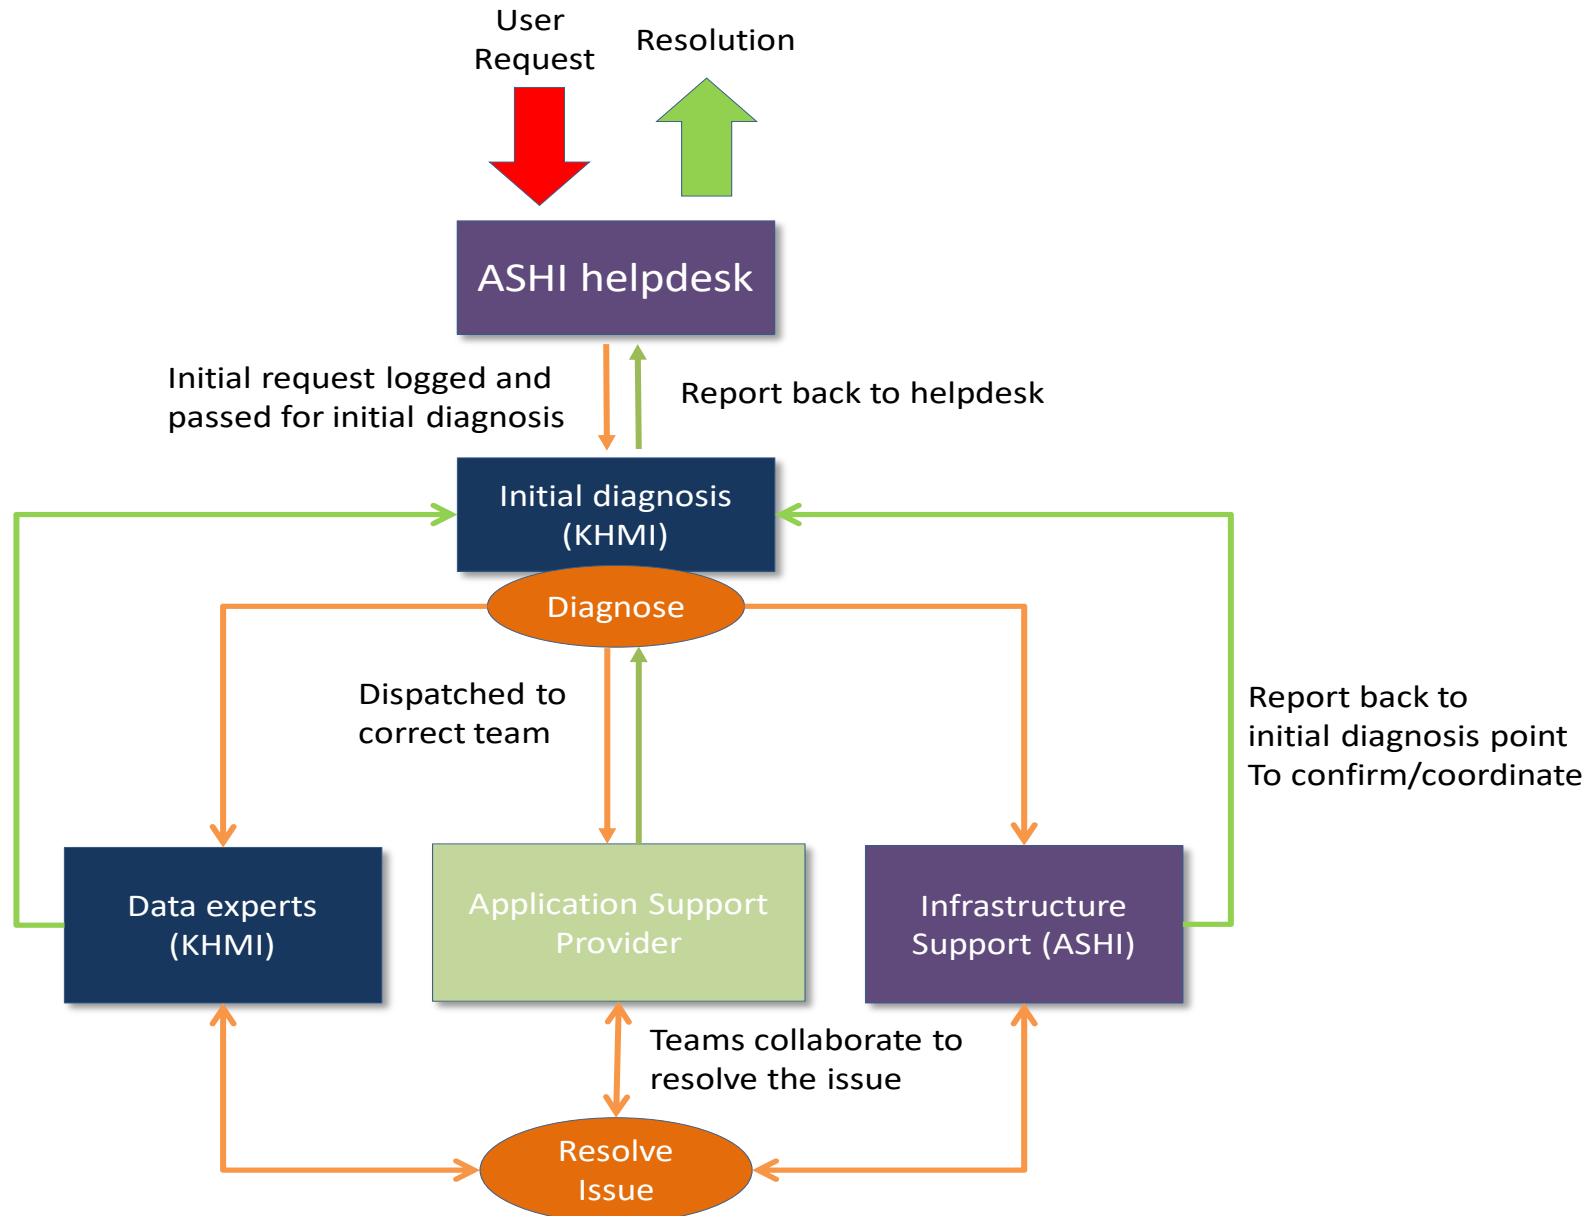 User
Request
Resolution
ASHI helpdesk
Initial request logged and
passed for initial diagnosis
Report back to helpdesk
Initial diagnosis
(KHMI)
Diagnose
Dispatched to
correct team
Report back to
initial diagnosis point
To confirm/coordinate
Data experts
(KHMI)
Application Support
Provider
Infrastructure
Support (ASHI)
Teams collaborate to
resolve the issue
Resolve
Issue